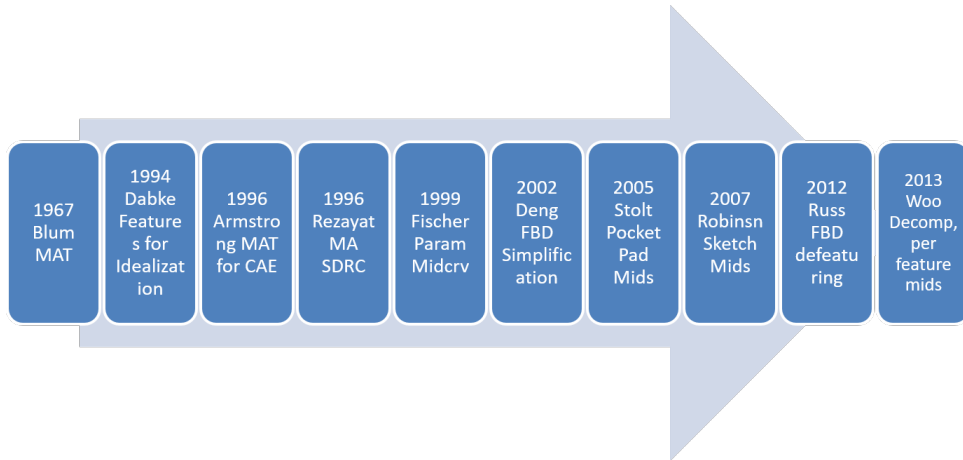 1967
Blum
MAT
1994
Dabke
Feature
s for
Idealizat
ion
1996
Armstro
ng MAT
for CAE
1996
Rezayat
MA
SDRC
1999
Fischer
Param
Midcrv
2002
Deng
FBD
Simplific
ation
2005
Stolt
Pocket
Pad
Mids
2007
Robinsn
Sketch
Mids
2012
Russ
FBD
defeatu
ring
2013
Woo
Decomp,
per
feature
mids